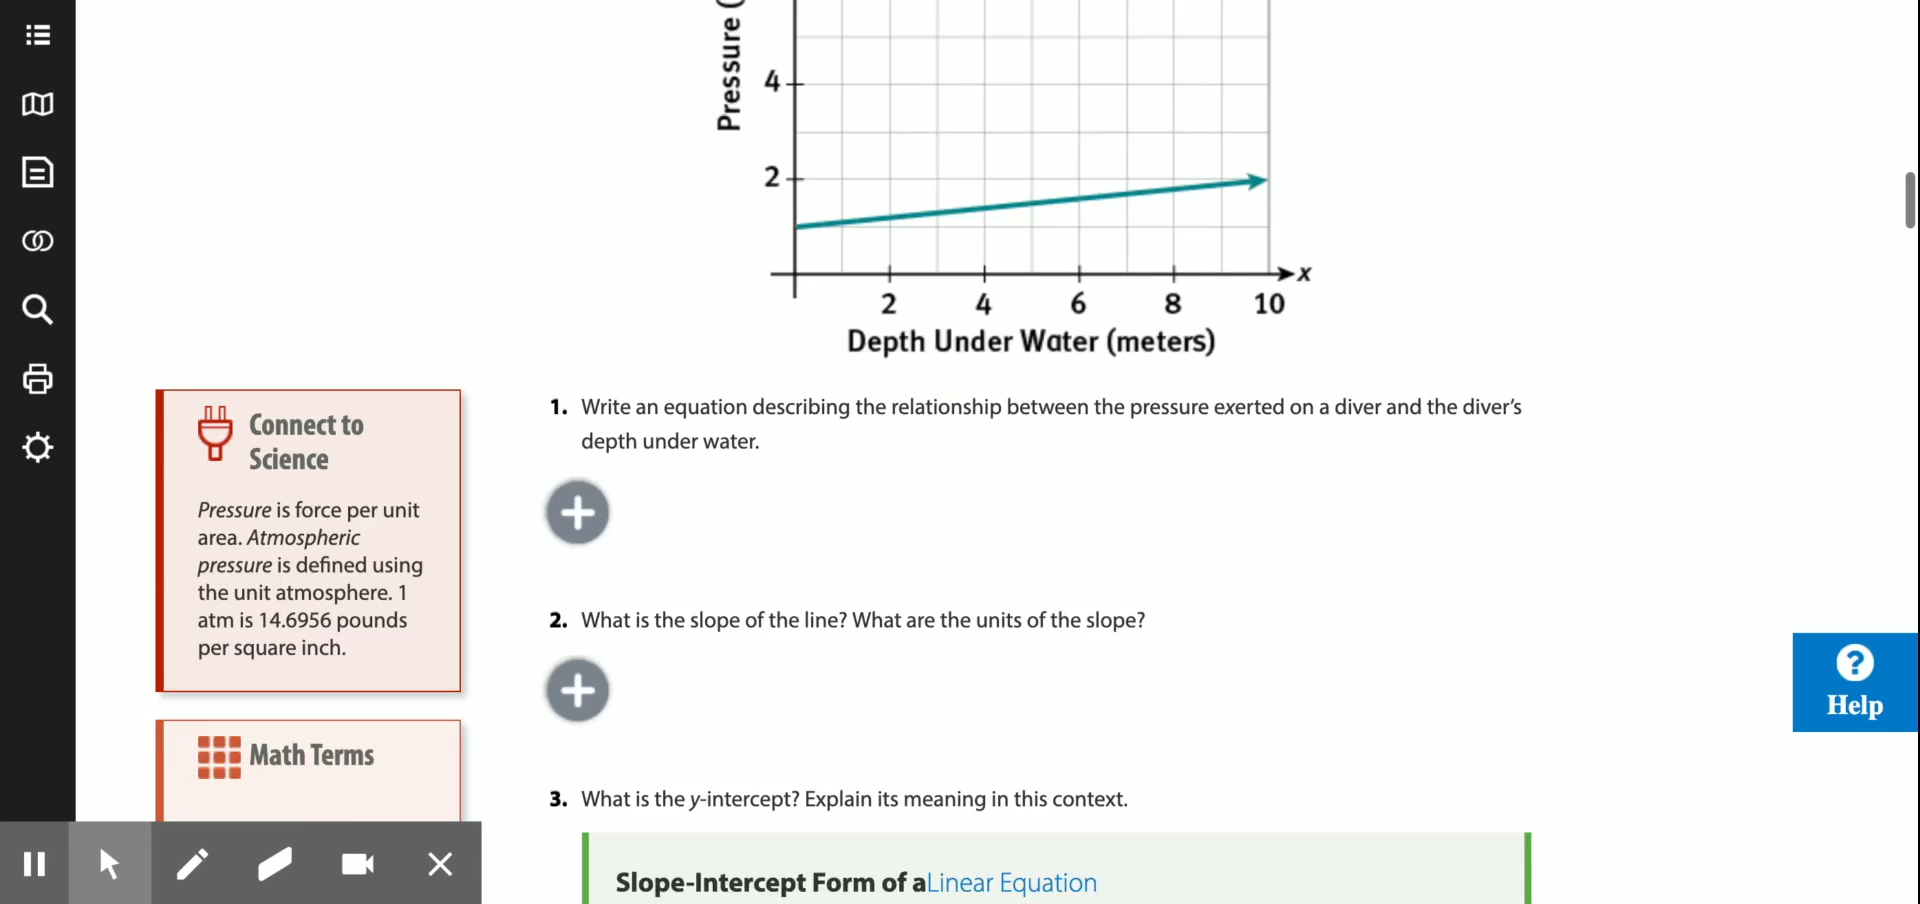 Pressure (
4
2
x
2 4 6 8 10
Depth Under Water (meters)
Connect to
Science
Pressure is force per unit
area. Atmospheric
pressure is defined using
the unit atmosphere. 1
atm is 14.6956 pounds
per square inch.
Math Terms
1. Write an equation describing the relationship between the pressure exerted on a diver and the diver's
depth under water.
2. What is the slope of the line? What are the units of the slope?
3. What is the y-intercept? Explain its meaning in this context.
Slope-Intercept Form of aLinear Equation
?
Help